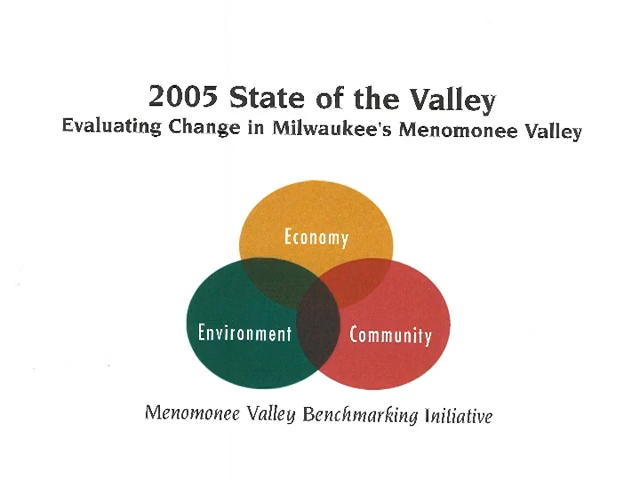 2005 State of the Valley
Evaluating Change in Milwaukee's Menomonee Valley
Economy
Environment
Community
Menomonee Valley Benchmarking Initiative